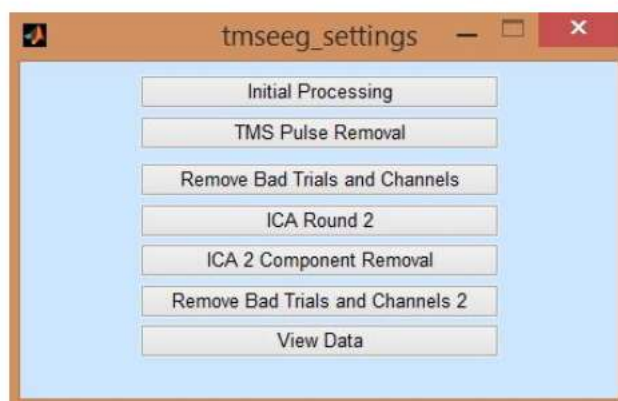 tmseeg_settings
Initial Processing
TMS Pulse Removal
Remove Bad Trials and Channels
ICA Round 2
ICA 2 Component Removal
Remove Bad Trials and Channels 2
View Data